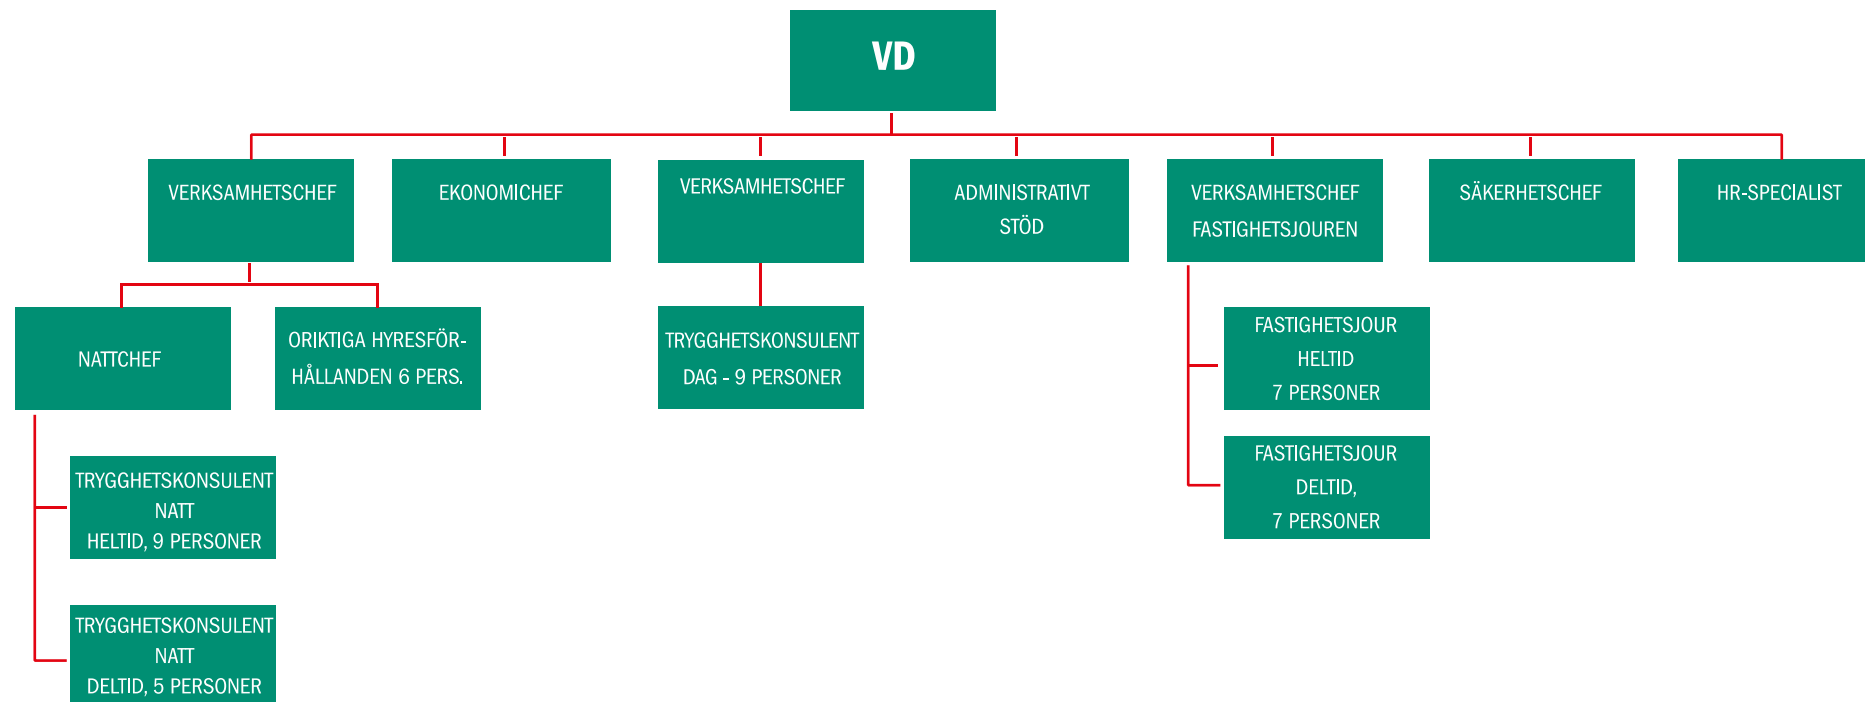 VD
VERKSAMHETSCHEF
EKONOMICHEF
VERKSAMHETSCHEF
ADMINISTRATIVT
STÖD
VERKSAMHETSCHEF
FASTIGHETSJOUREN
SÄKERHETSCHEF
HR-SPECIALIST
NATTCHEF
ORIKTIGA HYRESFÖR-
HÅLLANDEN 6 PERS.
TRYGGHETSKONSULENT
DAG - 9 PERSONER
FASTIGHETSJOUR
HELTID
7 PERSONER
FASTIGHETSJOUR
DELTID,
7 PERSONER
TRYGGHETSKONSULENT
NATT
HELTID, 9 PERSONER
TRYGGHETSKONSULENT
NATT
DELTID, 5 PERSONER